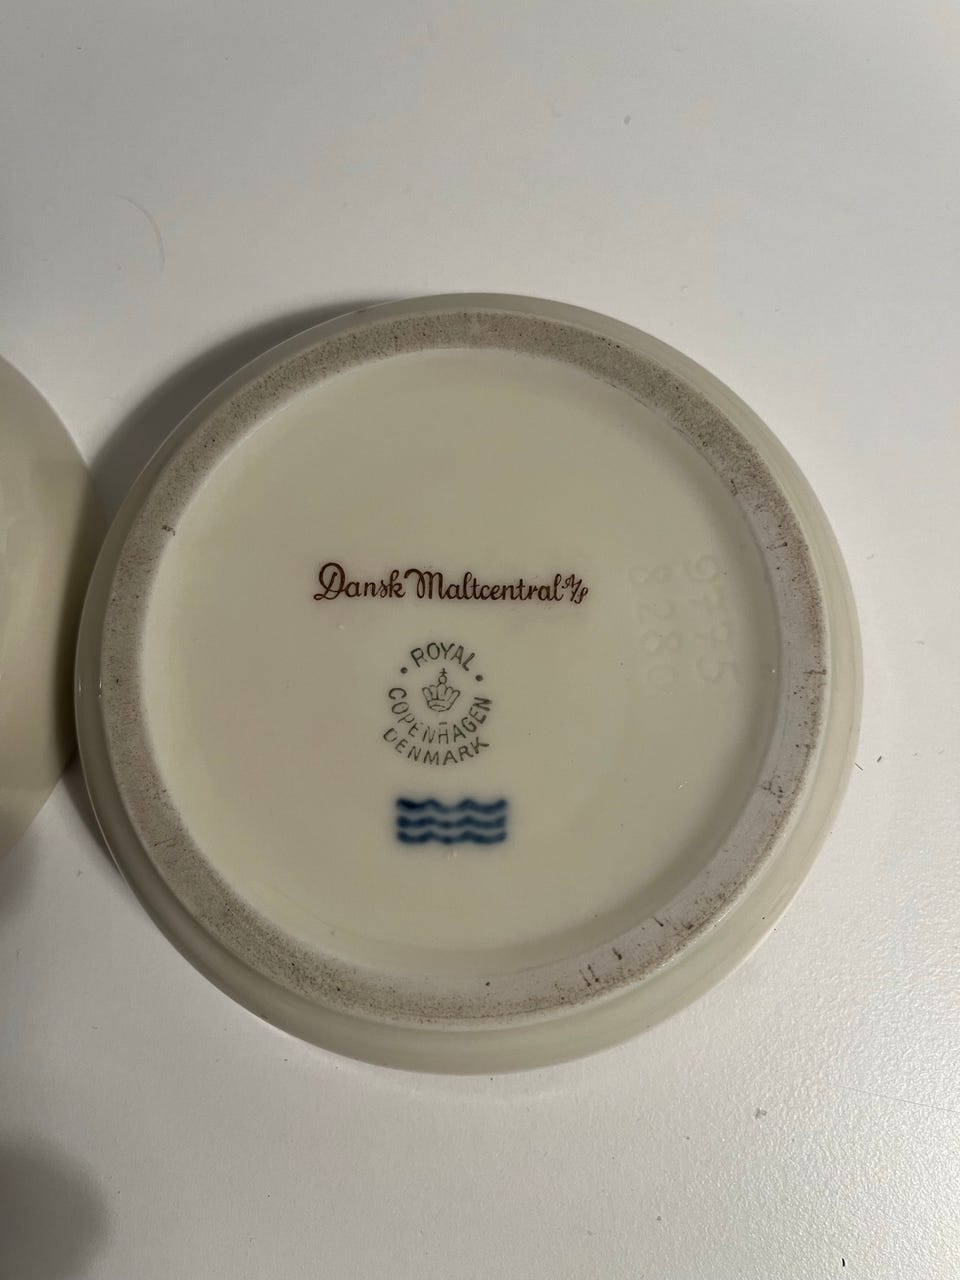 Dansk Maltcentral A/S
ROYAL
COPENHAGEN
DENMARK
9775
8280